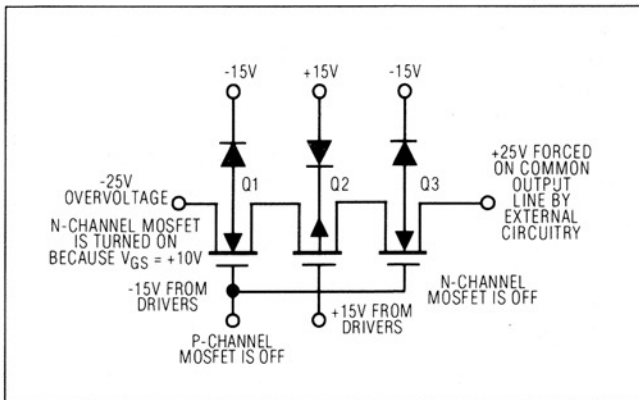 -15V
+15V
-15V
Q1
Q2
Q3
-25V
OVERVOLTAGE
+25V FORCED
ON COMMON
OUTPUT
LINE BY
EXTERNAL
CIRCUITRY
N-CHANNEL MOSFET
IS TURNED ON
BECAUSE VGS = +10V
-15V FROM
DRIVERS
+15V FROM
DRIVERS
N-CHANNEL
MOSFET IS OFF
P-CHANNEL
MOSFET IS OFF